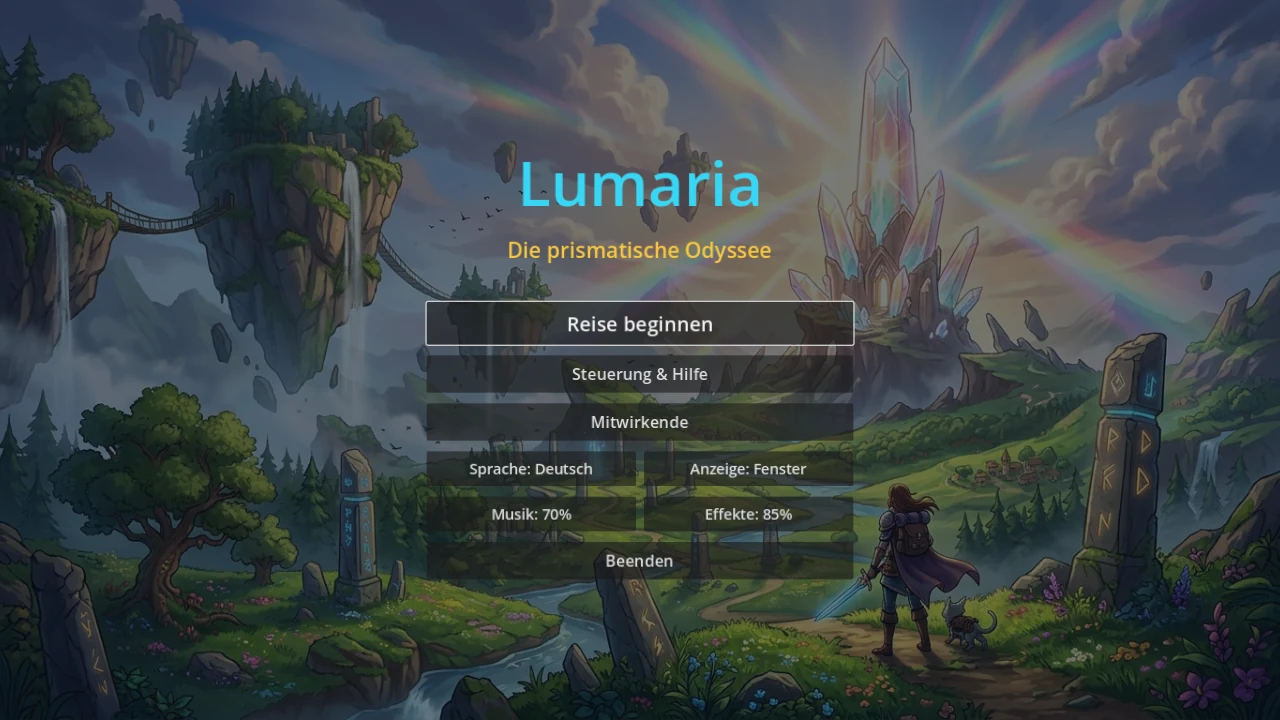 Lumaria
Die prismatische Odyssee
Reise beginnen
Steuerung & Hilfe
Mitwirkende
Sprache: Deutsch
Anzeige: Fenster
Musik: 70%
Effekte: 85%
Beenden